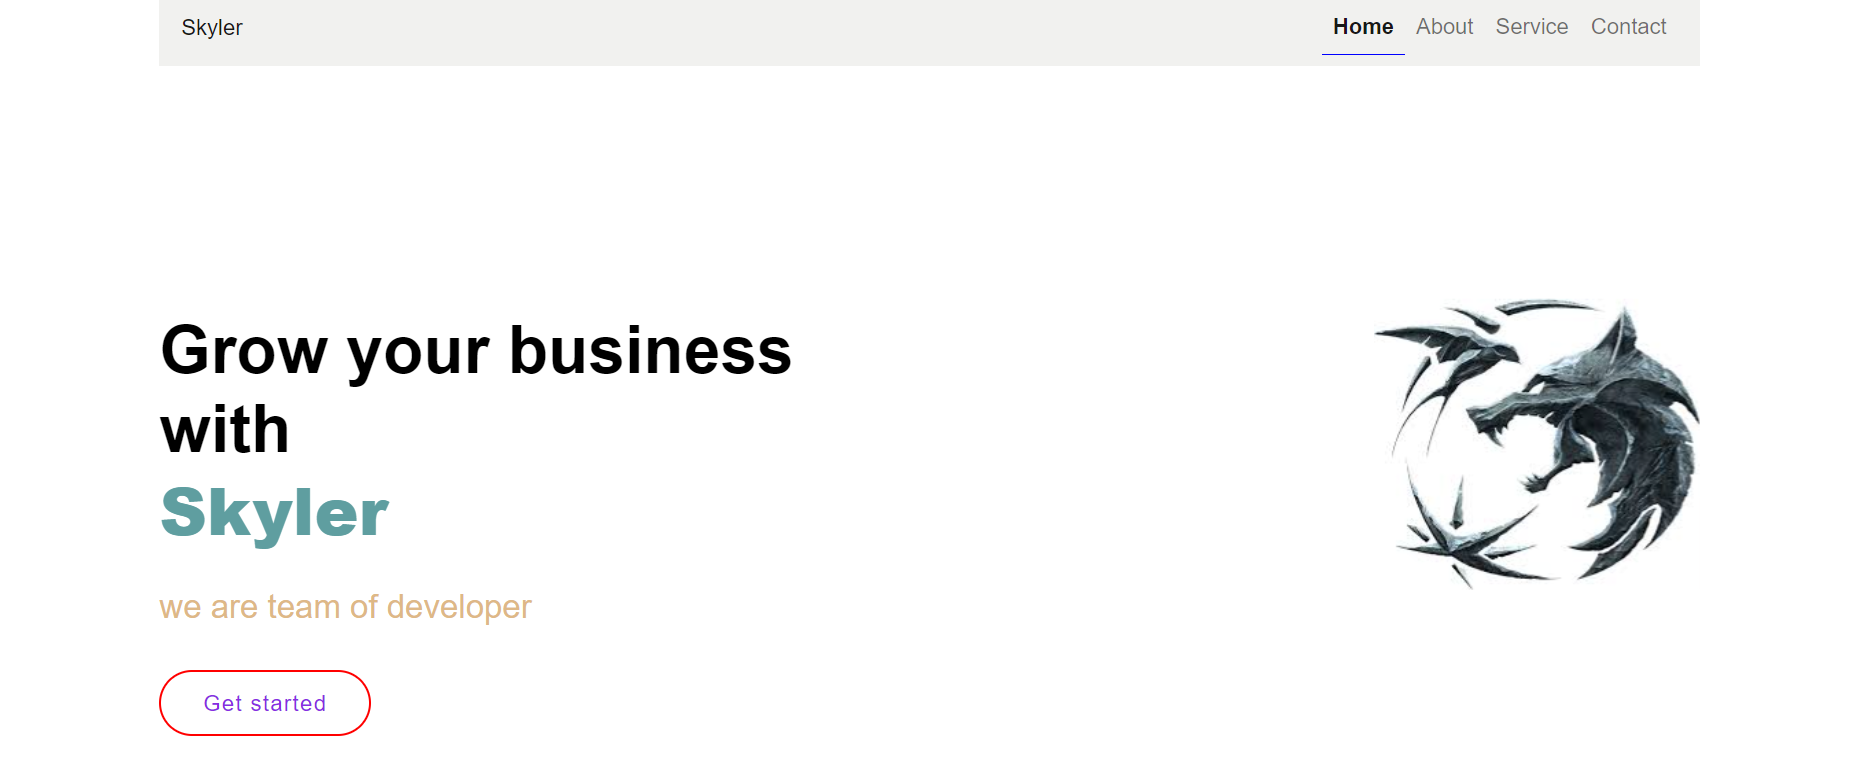 Skyler
Home About Service Contact
Grow your business
with
Skyler
we are team of developer
Get started